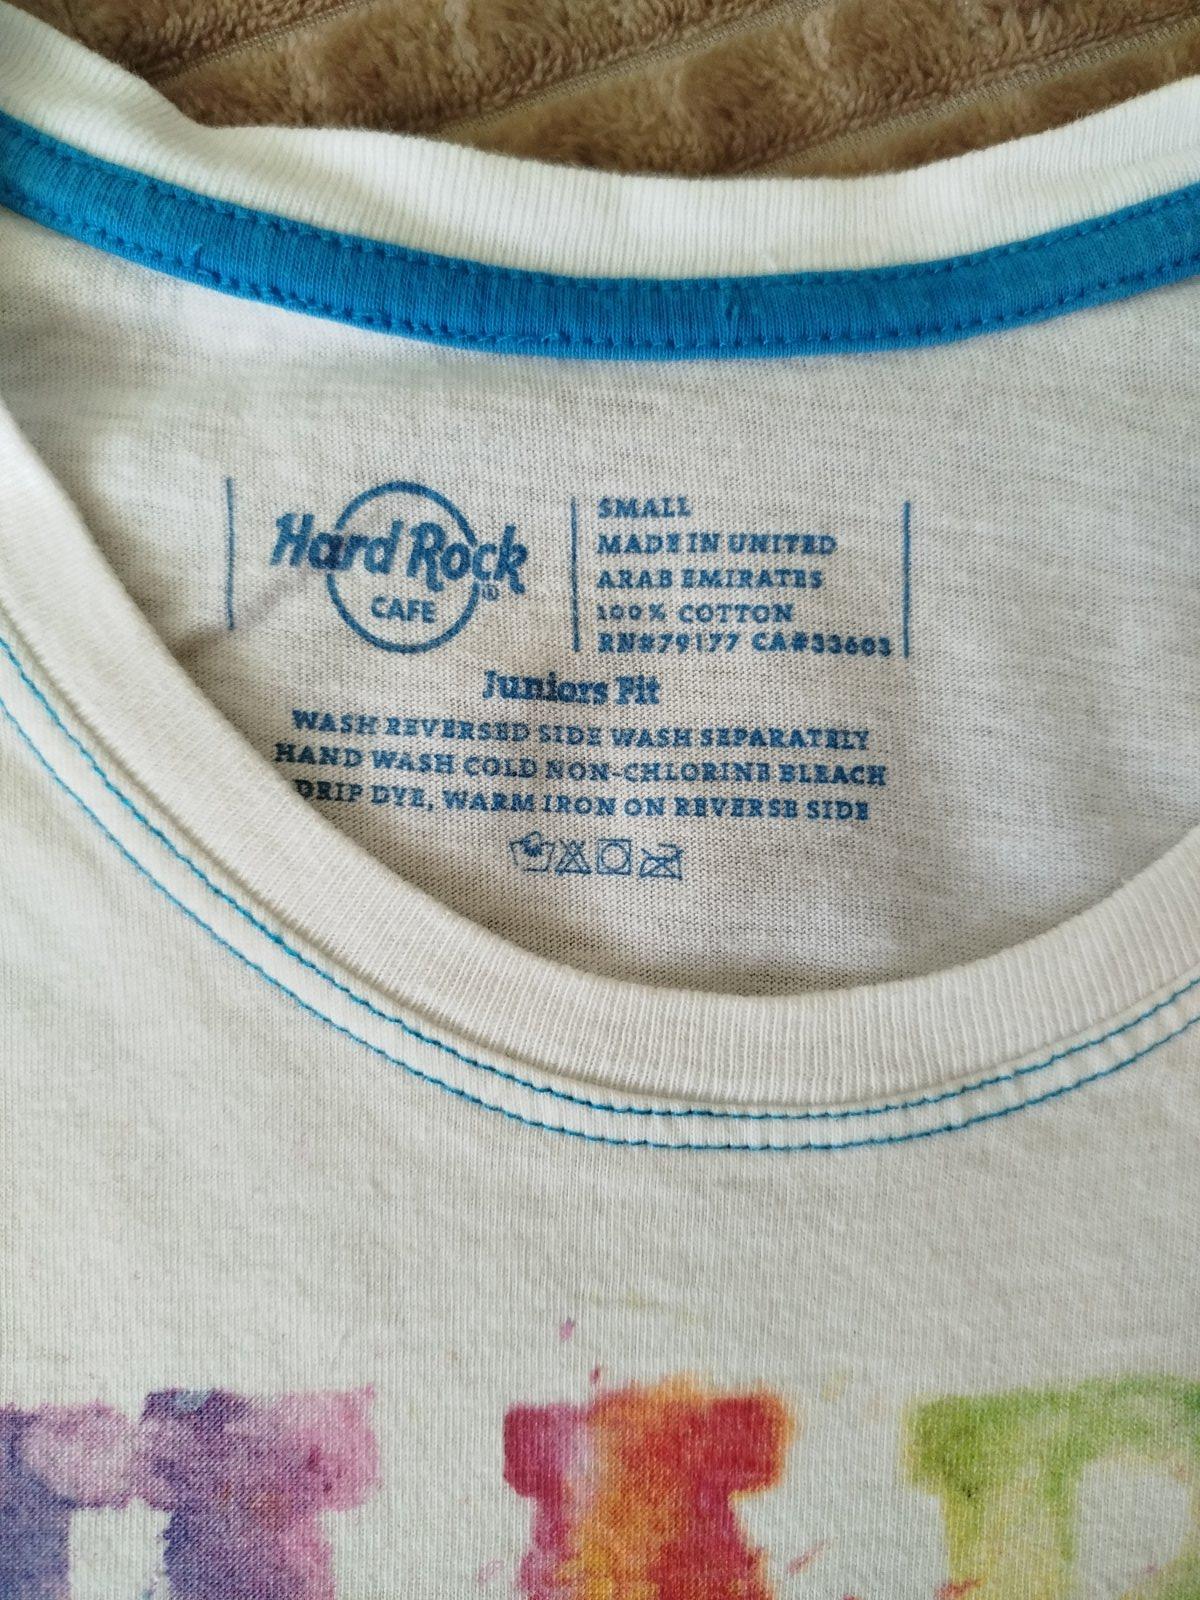 Hard Rock
CAFE
®
SMALL
MADE IN UNITED
ARAB EMIRATES
100% COTTON
RN#79177 CA#33603
Juniors Fit
WASH REVERSED SIDE WASH SEPARATELY
HAND WASH COLD NON-CHLORINE BLEACH
DRIP DYE, WARM IRON ON REVERSE SIDE